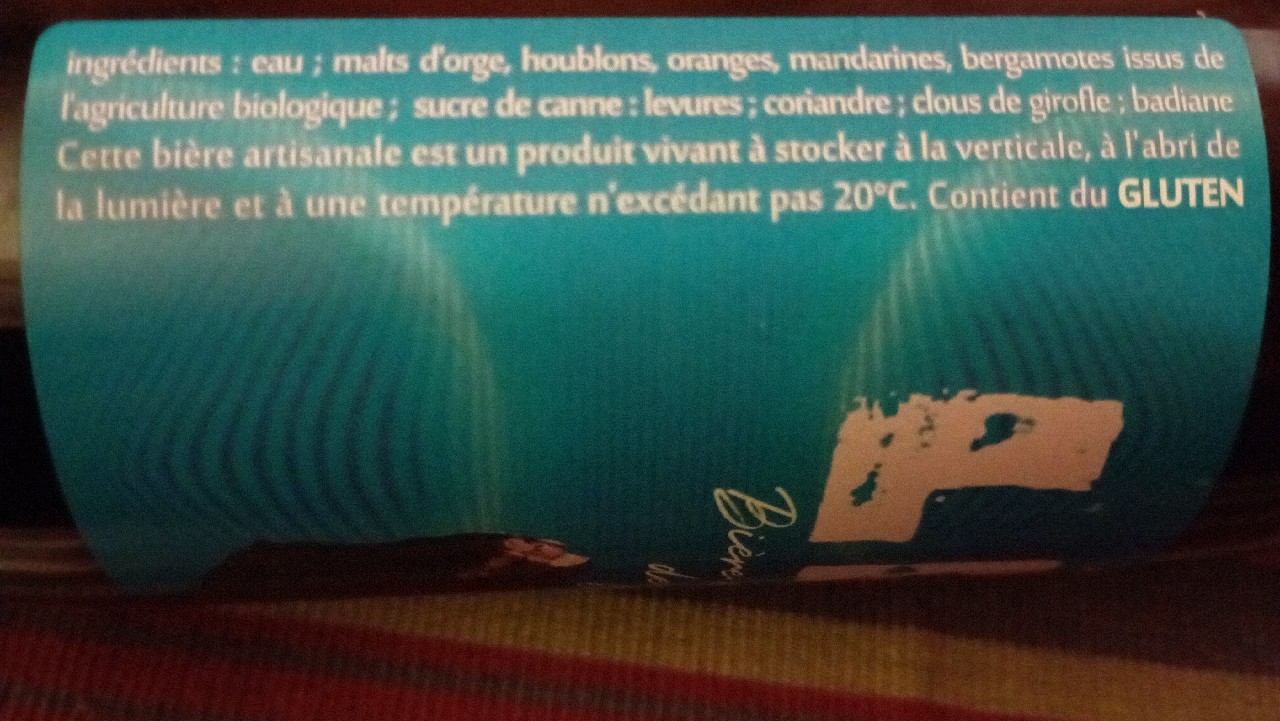 ingrédients : eau ; malts d'orge, houblons, oranges, mandarines, bergamotes issus de
l'agriculture biologique ; sucre de canne : levures ; coriandre ; clous de girofle ; badiane
Cette bière artisanale est un produit vivant à stocker à la verticale, à l'abri de
la lumière et à une température n'excédant pas 20°C. Contient du GLUTEN
Bière